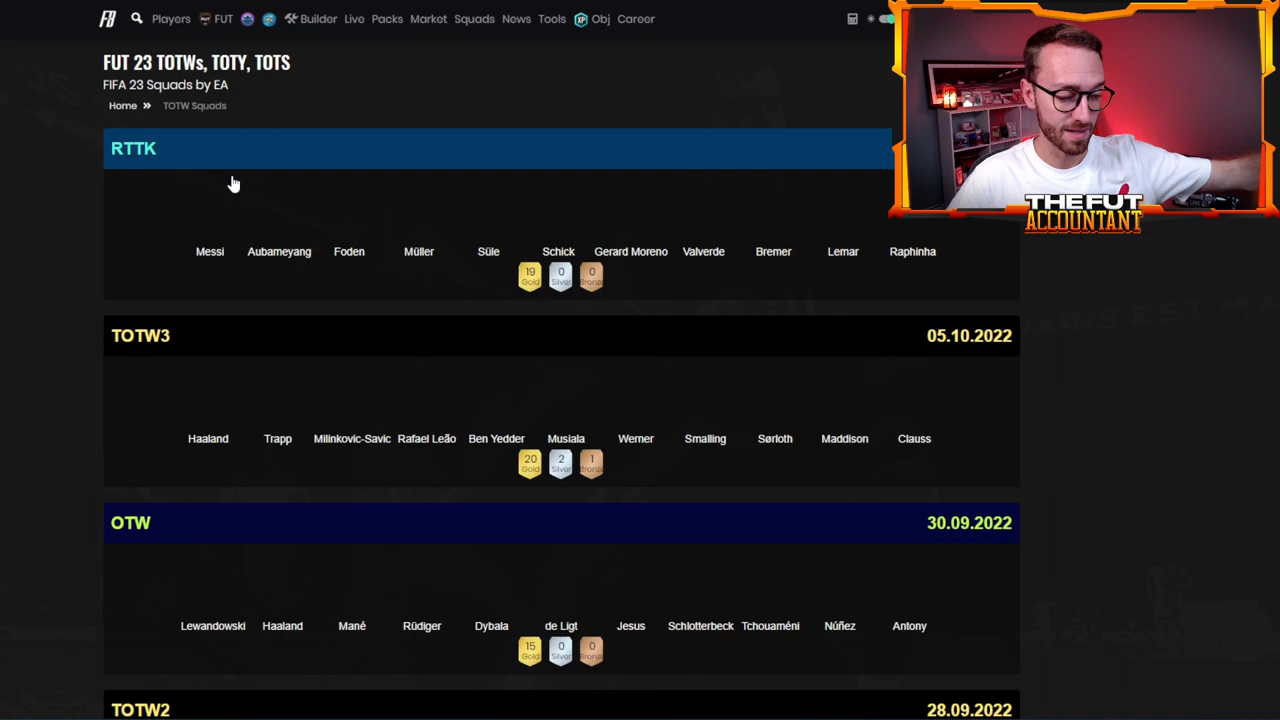 FB Players FUT Builder Live Packs Market Squads News Tools XP Obj Career
FUT 23 TOTWs, TOTY, TOTS
FIFA 23 Squads by EA
Home » TOTW Squads
RTTK
Messi Aubameyang Foden Müller Süle Schick Gerard Moreno Valverde Bremer Lemar Raphinha
19 0 0
Gold Silver Bronze
TOTW3 05.10.2022
Haaland Trapp Milinkovic-Savic Rafael Leão Ben Yedder Musiala Werner Smalling Sørloth Maddison Clauss
20 2 1
Gold Silver Bronze
OTW 30.09.2022
Lewandowski Haaland Mané Rüdiger Dybala de Ligt Jesus Schlotterbeck Tchouaméni Núñez Antony
15 0 0
Gold Silver Bronze
TOTW2 28.09.2022
THE FUT
ACCOUNTANT